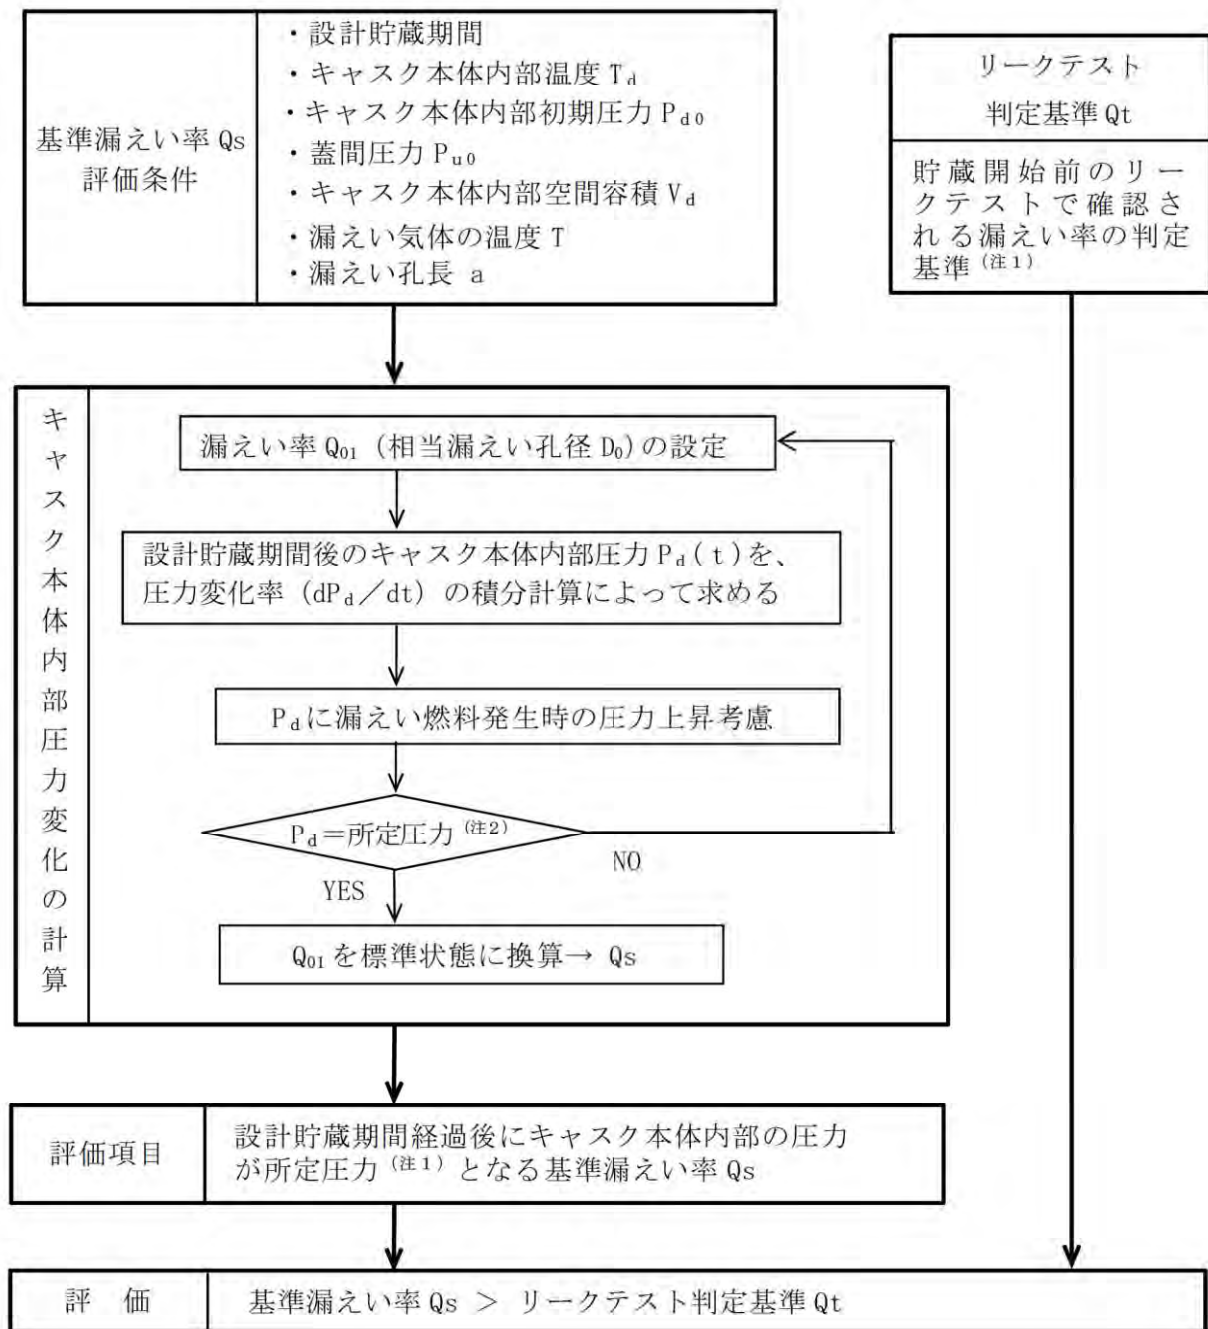 基準漏えい率 Qs
評価条件
・設計貯蔵期間
・キャスク本体内部温度 Td
・キャスク本体内部初期圧力 Pd0
・蓋間圧力 Pu0
・キャスク本体内部空間容積 Vd
・漏えい気体の温度 T
・漏えい孔長 a
リークテスト
判定基準 Qt
貯蔵開始前のリー
クテストで確認さ
れる漏えい率の判定
基準(注1)
キャスク本体内部圧力変化の計算
漏えい率 Q01 (相当漏えい孔径 D0)の設定
設計貯蔵期間後のキャスク本体内部圧力 Pd(t)を、
圧力変化率 (dPd/dt) の積分計算によって求める
Pdに漏えい燃料発生時の圧力上昇考慮
Pd=所定圧力(注2)
NO
YES
Q01を標準状態に換算→ Qs
評価項目
設計貯蔵期間経過後にキャスク本体内部の圧力
が所定圧力(注1)となる基準漏えい率 Qs
評 価
基準漏えい率 Qs > リークテスト判定基準 Qt